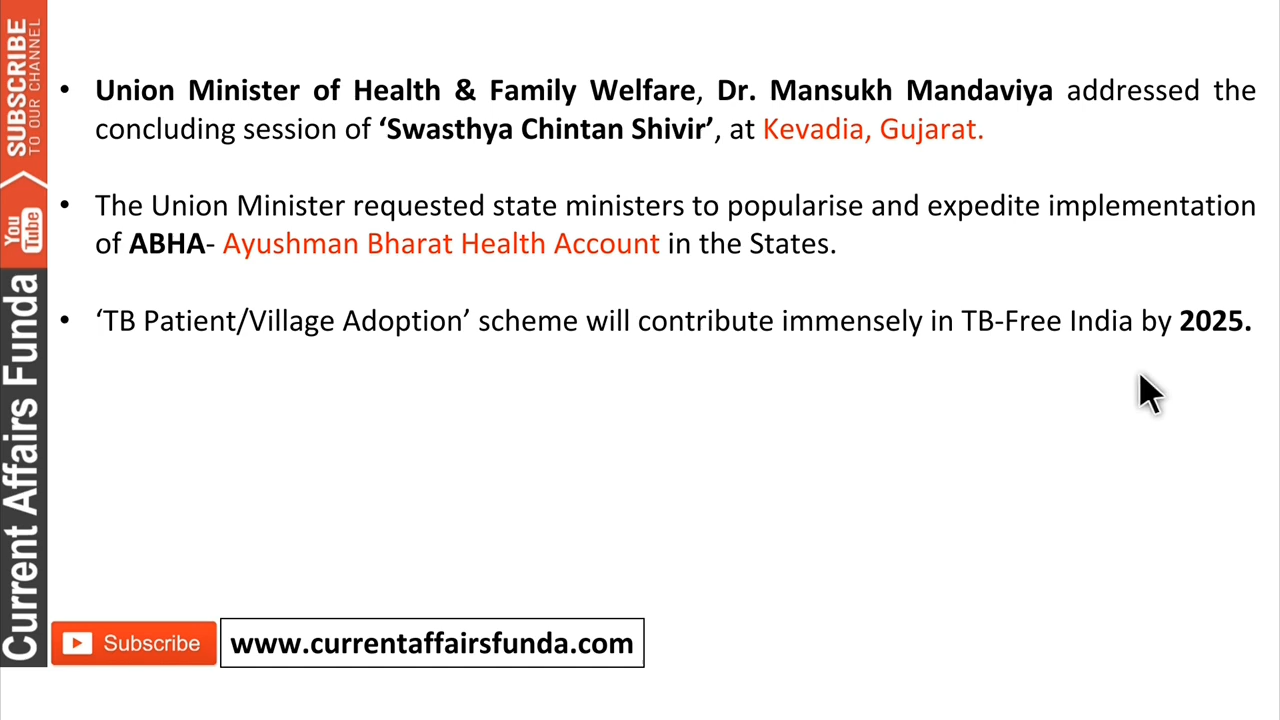 • Union Minister of Health & Family Welfare, Dr. Mansukh Mandaviya addressed the
concluding session of ‘Swasthya Chintan Shivir’, at Kevadia, Gujarat.
• The Union Minister requested state ministers to popularise and expedite implementation
of ABHA- Ayushman Bharat Health Account in the States.
• ‘TB Patient/Village Adoption’ scheme will contribute immensely in TB-Free India by 2025.
SUBSCRIBE
TO OUR CHANNEL
You
Tube
Current Affairs Funda
Subscribe
www.currentaffairsfunda.com